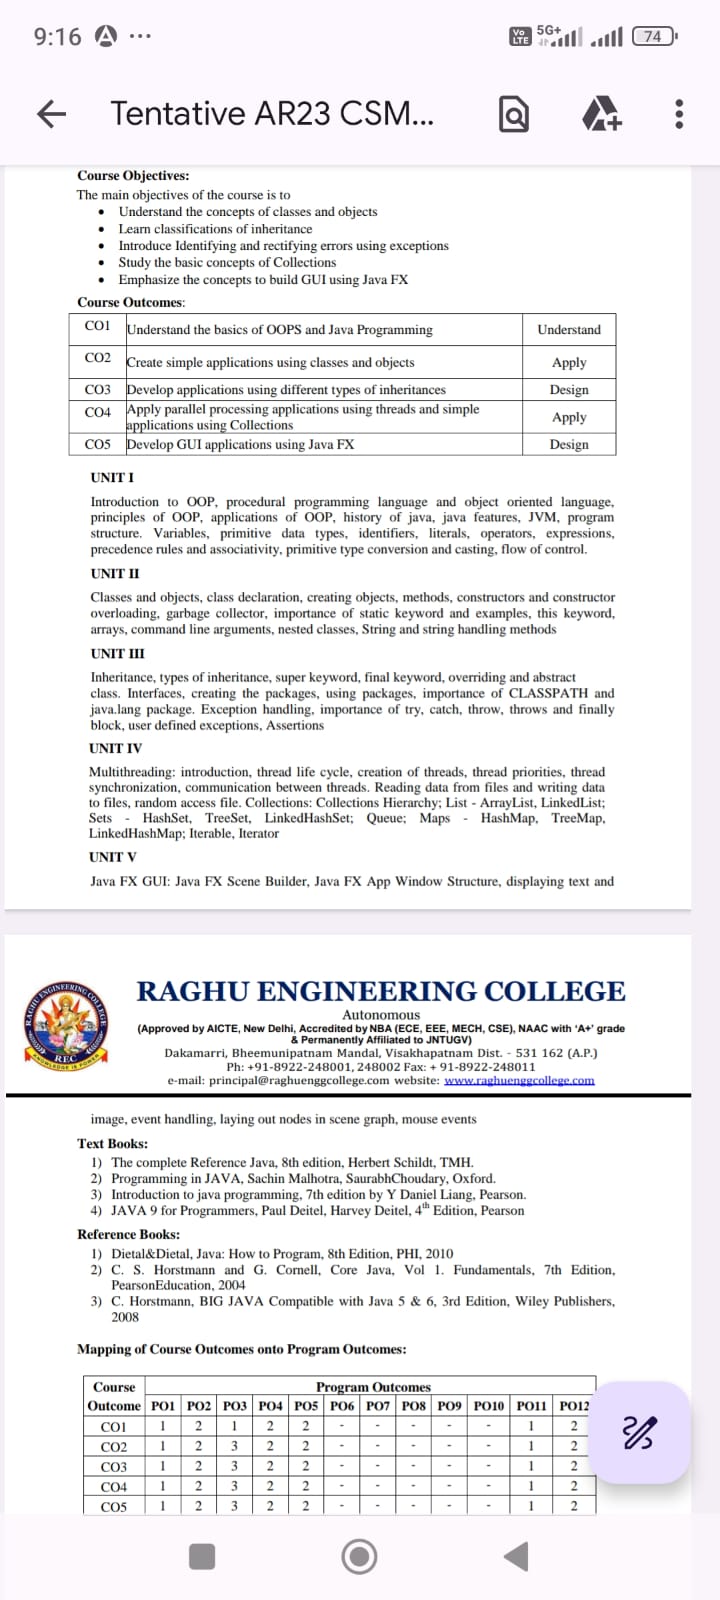 9:16
Vo LTE 5G+ 74
Tentative AR23 CSM...
Course Objectives:
The main objectives of the course is to
• Understand the concepts of classes and objects
• Learn classifications of inheritance
• Introduce Identifying and rectifying errors using exceptions
• Study the basic concepts of Collections
• Emphasize the concepts to build GUI using Java FX
Course Outcomes:
CO1 Understand the basics of OOPS and Java Programming Understand
CO2 Create simple applications using classes and objects Apply
CO3 Develop applications using different types of inheritances Design
CO4 Apply parallel processing applications using threads and simple applications using Collections Apply
CO5 Develop GUI applications using Java FX Design
UNIT I
Introduction to OOP, procedural programming language and object oriented language,
principles of OOP, applications of OOP, history of java, java features, JVM, program
structure. Variables, primitive data types, identifiers, literals, operators, expressions,
precedence rules and associativity, primitive type conversion and casting, flow of control.
UNIT II
Classes and objects, class declaration, creating objects, methods, constructors and constructor
overloading, garbage collector, importance of static keyword and examples, this keyword,
arrays, command line arguments, nested classes, String and string handling methods
UNIT III
Inheritance, types of inheritance, super keyword, final keyword, overriding and abstract
class. Interfaces, creating the packages, using packages, importance of CLASSPATH and
java.lang package. Exception handling, importance of try, catch, throw, throws and finally
block, user defined exceptions, Assertions
UNIT IV
Multithreading: introduction, thread life cycle, creation of threads, thread priorities, thread
synchronization, communication between threads. Reading data from files and writing data
to files, random access file. Collections: Collections Hierarchy; List - ArrayList, LinkedList;
Sets - HashSet, TreeSet, LinkedHashSet; Queue; Maps - HashMap, TreeMap,
LinkedHashMap; Iterable, Iterator
UNIT V
Java FX GUI: Java FX Scene Builder, Java FX App Window Structure, displaying text and
RAGHU ENGINEERING COLLEGE
REC
KNOWLEDGE IS POWER
RAGHU ENGINEERING COLLEGE
Autonomous
(Approved by AICTE, New Delhi, Accredited by NBA (ECE, EEE, MECH, CSE), NAAC with 'A+' grade
& Permanently Affiliated to JNTUGV)
Dakamarri, Bheemunipatnam Mandal, Visakhapatnam Dist. - 531 162 (A.P.)
Ph: +91-8922-248001, 248002 Fax: + 91-8922-248011
e-mail: principal@raghuenggcollege.com website: www.raghuenggcollege.com
image, event handling, laying out nodes in scene graph, mouse events
Text Books:
1) The complete Reference Java, 8th edition, Herbert Schildt, TMH.
2) Programming in JAVA, Sachin Malhotra, SaurabhChoudary, Oxford.
3) Introduction to java programming, 7th edition by Y Daniel Liang, Pearson.
4) JAVA 9 for Programmers, Paul Deitel, Harvey Deitel, 4th Edition, Pearson
Reference Books:
1) Dietal&Dietal, Java: How to Program, 8th Edition, PHI, 2010
2) C. S. Horstmann and G. Cornell, Core Java, Vol 1. Fundamentals, 7th Edition,
PearsonEducation, 2004
3) C. Horstmann, BIG JAVA Compatible with Java 5 & 6, 3rd Edition, Wiley Publishers,
2008
Mapping of Course Outcomes onto Program Outcomes:
Course Outcome Program Outcomes
PO1 PO2 PO3 PO4 PO5 PO6 PO7 PO8 PO9 PO10 PO11 PO12
CO1 1 2 1 2 2 - - - - - 1 2
CO2 1 2 3 2 2 - - - - - 1 2
CO3 1 2 3 2 2 - - - - - 1 2
CO4 1 2 3 2 2 - - - - - 1 2
CO5 1 2 3 2 2 - - - - - 1 2